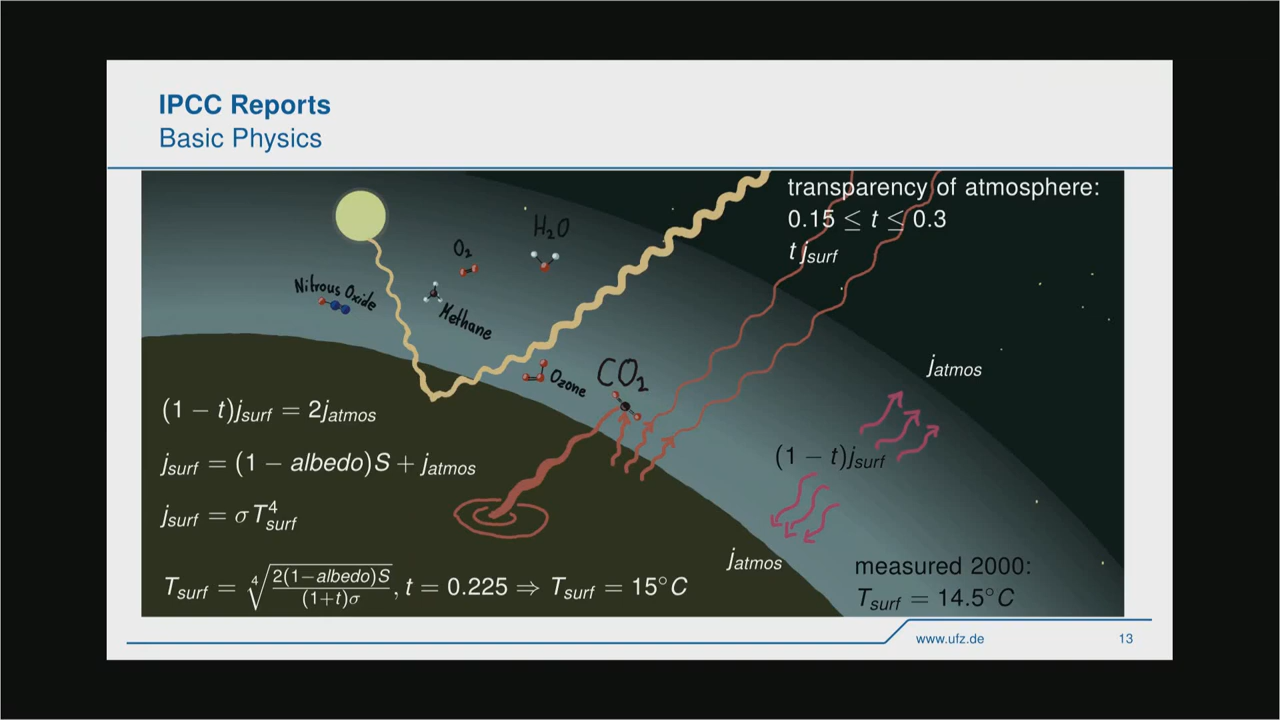 IPCC Reports
Basic Physics
transparency of atmosphere:
0.15 ≤ t ≤ 0.3
t j_surf
H₂O
O₂
Nitrous Oxide
Methane
Ozone
CO₂
j_atmos
(1 − t)j_surf = 2j_atmos
(1 − t)j_surf
j_surf = (1 − albedo)S + j_atmos
j_surf = σT⁴_surf
j_atmos
measured 2000:
T_surf = ∜(2(1−albedo)S / (1+t)σ), t = 0.225 ⇒ T_surf = 15°C
T_surf = 14.5°C
www.ufz.de
13